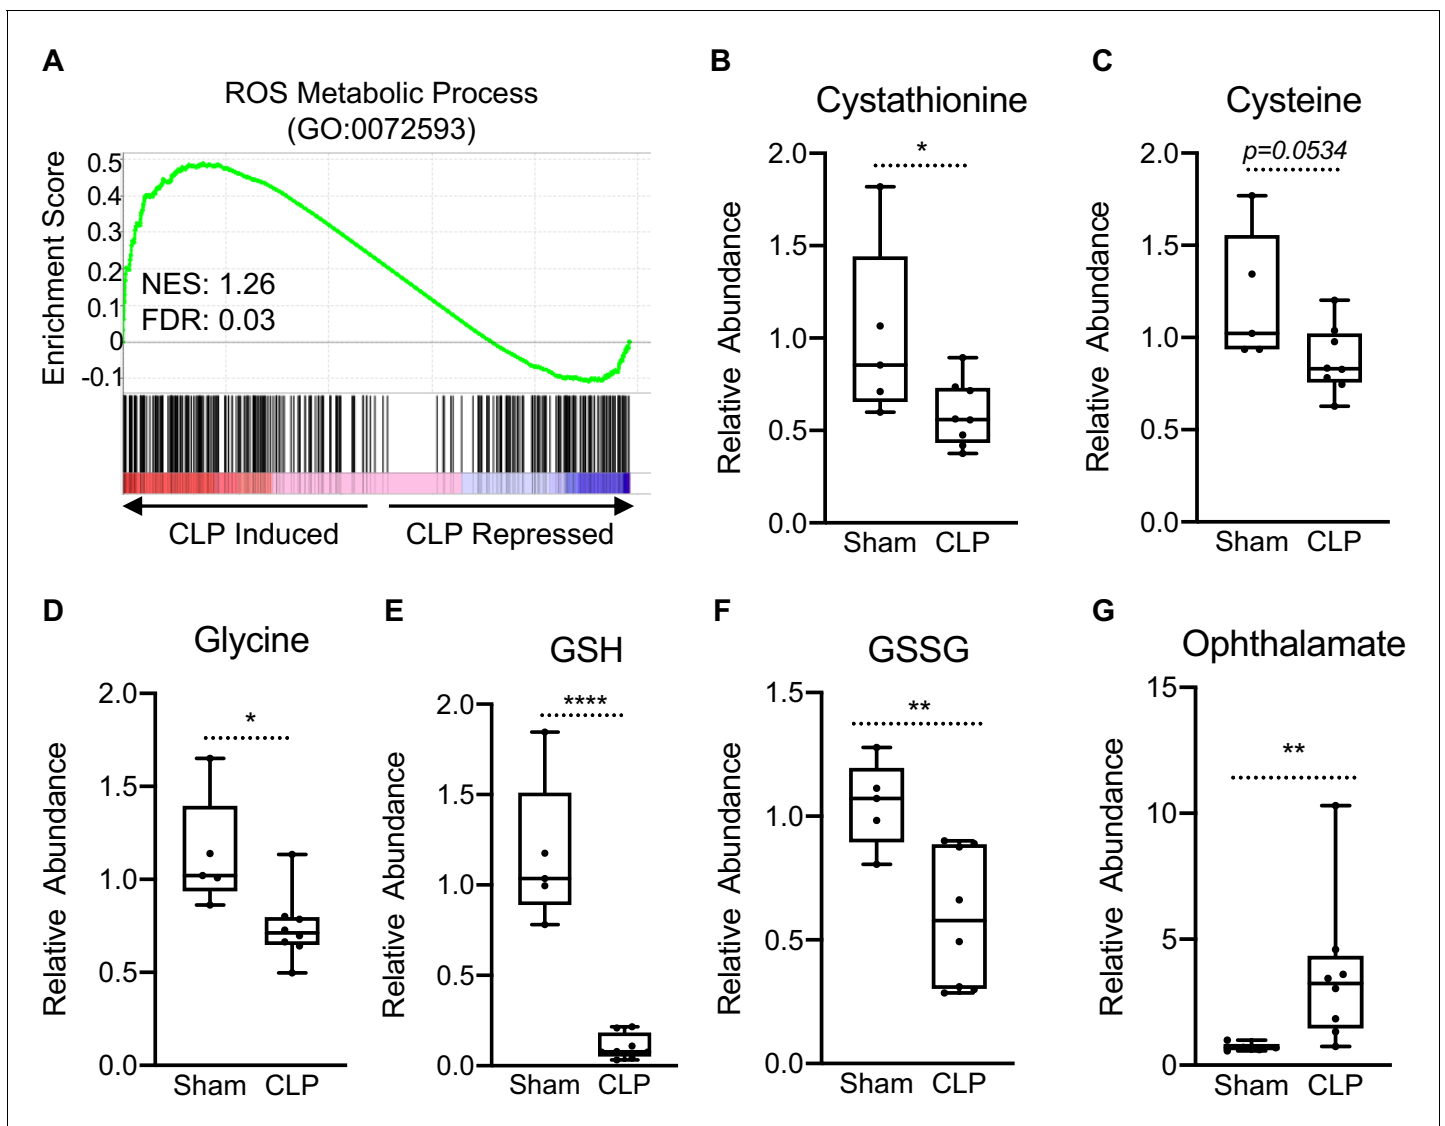 A
ROS Metabolic Process
(GO:0072593)
Enrichment Score
0.5
0.4
0.3
0.2
0.1
0
-0.1
NES: 1.26
FDR: 0.03
CLP Induced
CLP Repressed
B
Cystathionine
Relative Abundance
2.0
1.5
1.0
0.5
0.0
*
Sham CLP
C
Cysteine
Relative Abundance
2.0
1.5
1.0
0.5
0.0
p=0.0534
Sham CLP
D
Glycine
Relative Abundance
2.0
1.5
1.0
0.5
0.0
*
Sham CLP
E
GSH
Relative Abundance
2.0
1.5
1.0
0.5
0.0
****
Sham CLP
F
GSSG
Relative Abundance
1.5
1.0
0.5
0.0
**
Sham CLP
G
Ophthalamate
Relative Abundance
15
10
5
0
**
Sham CLP